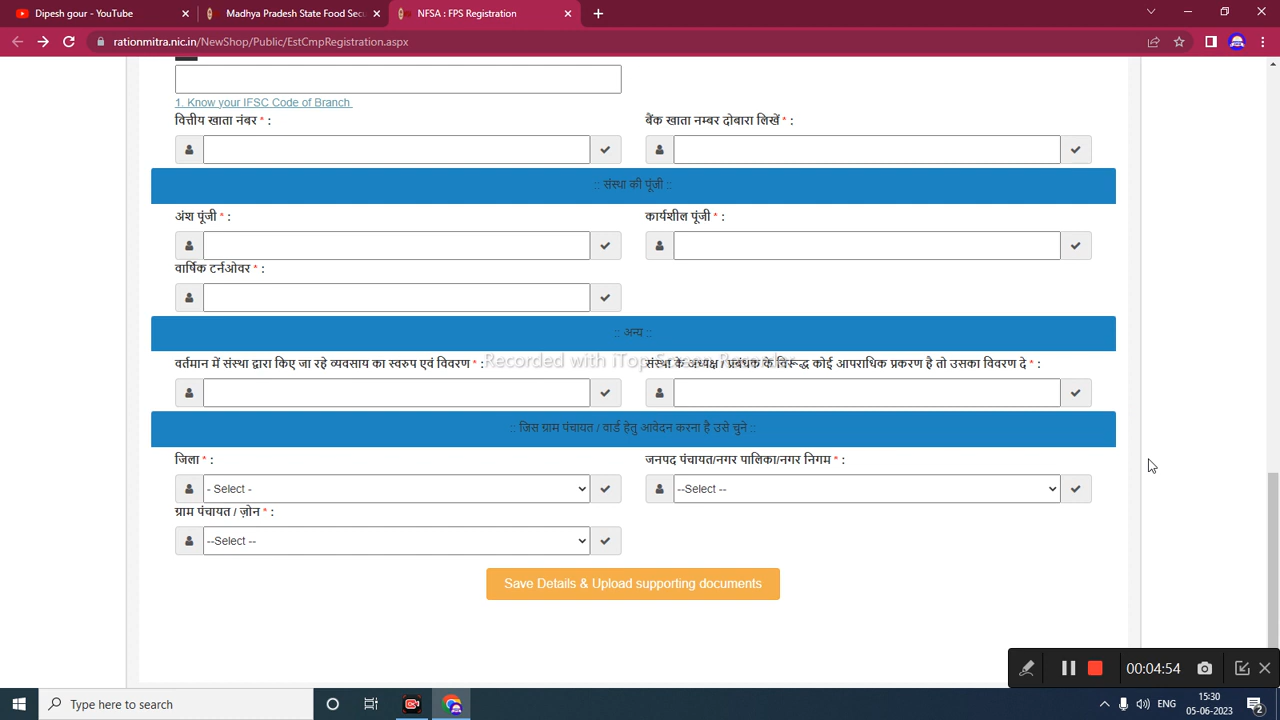 Dipesh gour - YouTube
Madhya Pradesh State Food Secu
NFSA : FPS Registration
rationmitra.nic.in/NewShop/Public/EstCmpRegistration.aspx
1. Know your IFSC Code of Branch
वित्तीय खाता नंबर * :
बैंक खाता नम्बर दोबारा लिखें * :
:: संस्था की पूंजी ::
अंश पूंजी * :
कार्यशील पूंजी * :
वार्षिक टर्नओवर * :
:: अन्य ::
Recorded with iTop Screen Recorder
वर्तमान में संस्था द्वारा किए जा रहे व्यवसाय का स्वरुप एवं विवरण * :
संस्था के अध्यक्ष / प्रबंधक के विरूद्ध कोई आपराधिक प्रकरण है तो उसका विवरण दे * :
:: जिस ग्राम पंचायत / वार्ड हेतु आवेदन करना है उसे चुने ::
जिला * :
जनपद पंचायत/नगर पालिका/नगर निगम * :
- Select -
--Select --
ग्राम पंचायत / ज़ोन * :
--Select --
Save Details & Upload supporting documents
00:04:54
Type here to search
ENG
15:30
05-06-2023
2